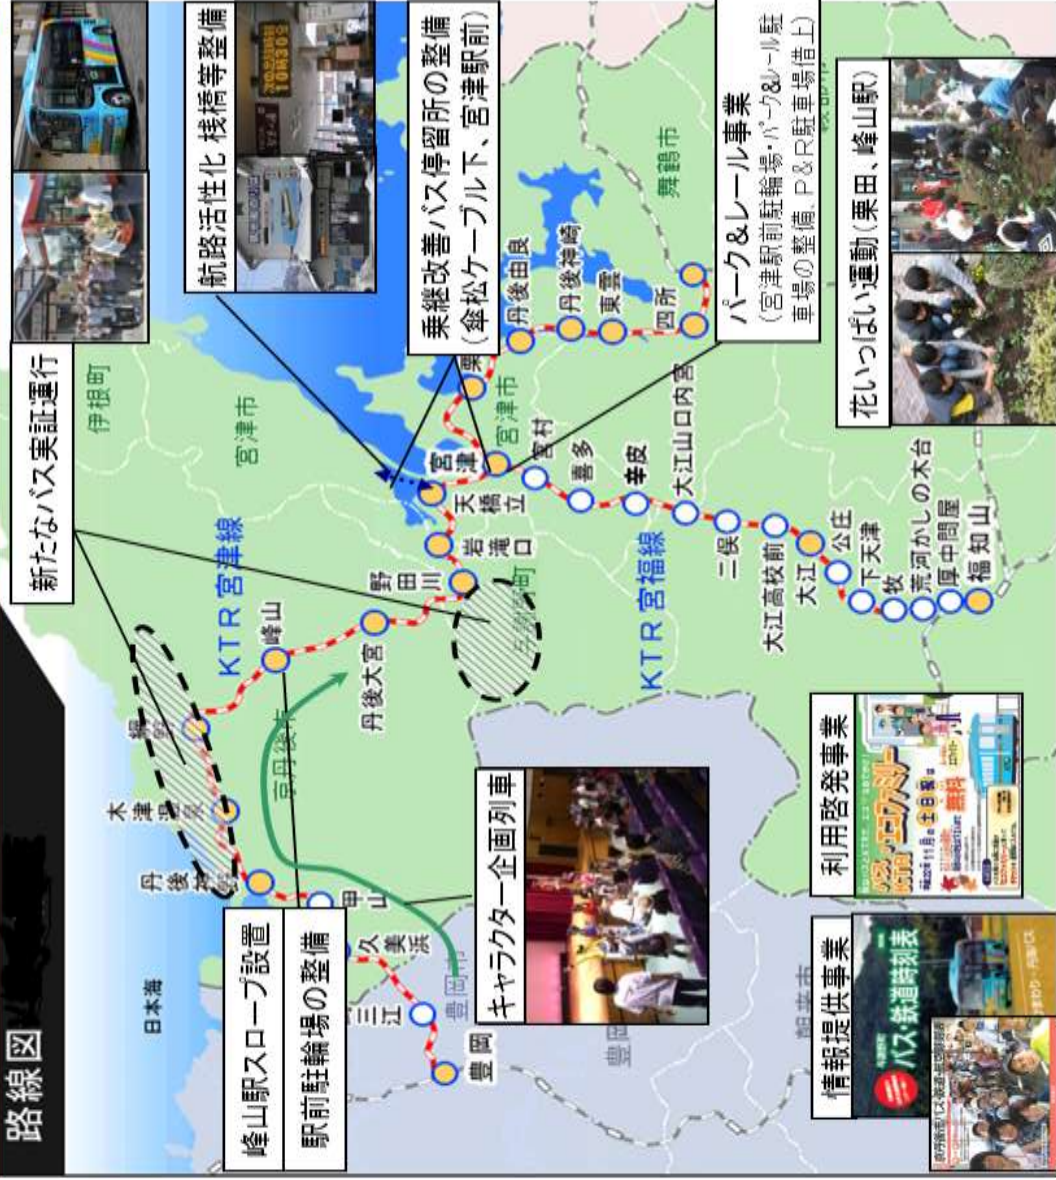 路線図
日本海
新たなバス実証運行
航路活性化 桟橋等整備
乗継改善バス停留所の整備
(傘松ケーブル下、宮津駅前)
パーク&レール事業
(宮津駅前駐輪場・パーク&レール駐
車場の整備、P&R駐車場借上)
花いっぱい運動(栗田、峰山駅)
峰山駅スロープ設置
駅前駐輪場の整備
キャラクター企画列車
利用啓発事業
情報提供事業
バス・鉄道時刻表
伊根町
宮津市
宮津市
舞鶴市
京丹後市
豊岡市
KTR宮津線
KTR宮福線
豊岡
三江
久美浜
甲山
木津温泉
峰山
丹後大宮
野田川
岩滝口
天橋立
宮津
丹後由良
丹後神崎
東雲
四所
宮村
喜多
辛皮
大江山口内宮
二俣
大江高校前
大江
公庄
下天津
牧
荒河かしの木台
厚中問屋
福知山